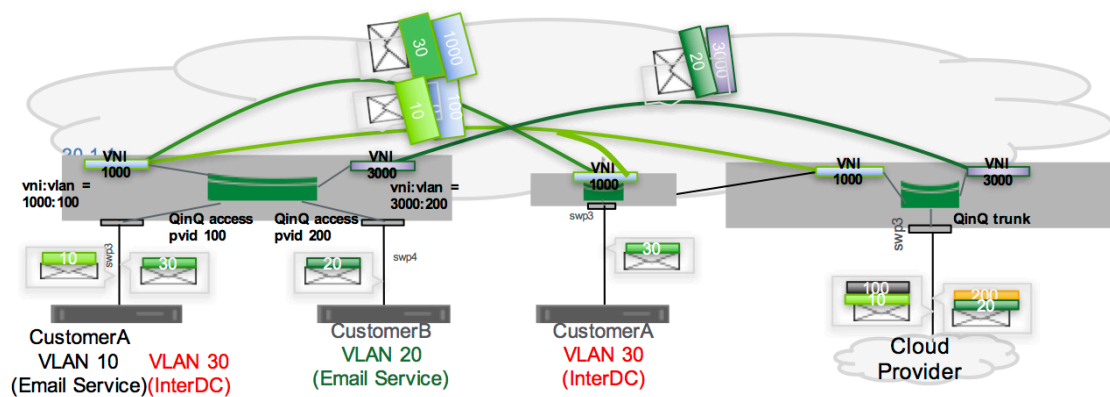 30
1000
10
20
3000
VNI
1000
VNI
3000
VNI
1000
VNI
1000
VNI
3000
vni:vlan =
1000:100
vni:vlan =
3000:200
QinQ access
pvid 100
QinQ access
pvid 200
swp3
QinQ trunk
swp3
swp3
swp4
10
30
20
30
100
10
200
20
CustomerA
VLAN 10
(Email Service)
VLAN 30
(InterDC)
CustomerB
VLAN 20
(Email Service)
CustomerA
VLAN 30
(InterDC)
Cloud
Provider